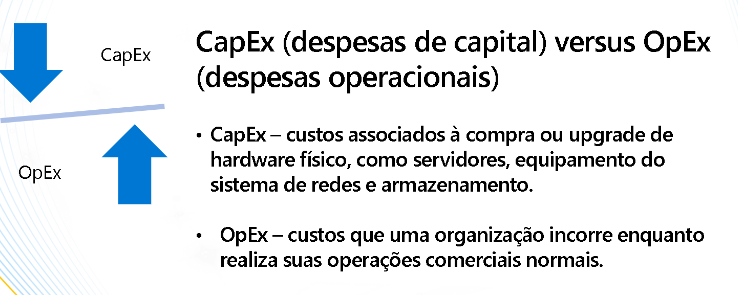 CapEx
OpEx
CapEx (despesas de capital) versus OpEx
(despesas operacionais)
• CapEx – custos associados à compra ou upgrade de
hardware físico, como servidores, equipamento do
sistema de redes e armazenamento.
• OpEx – custos que uma organização incorre enquanto
realiza suas operações comerciais normais.